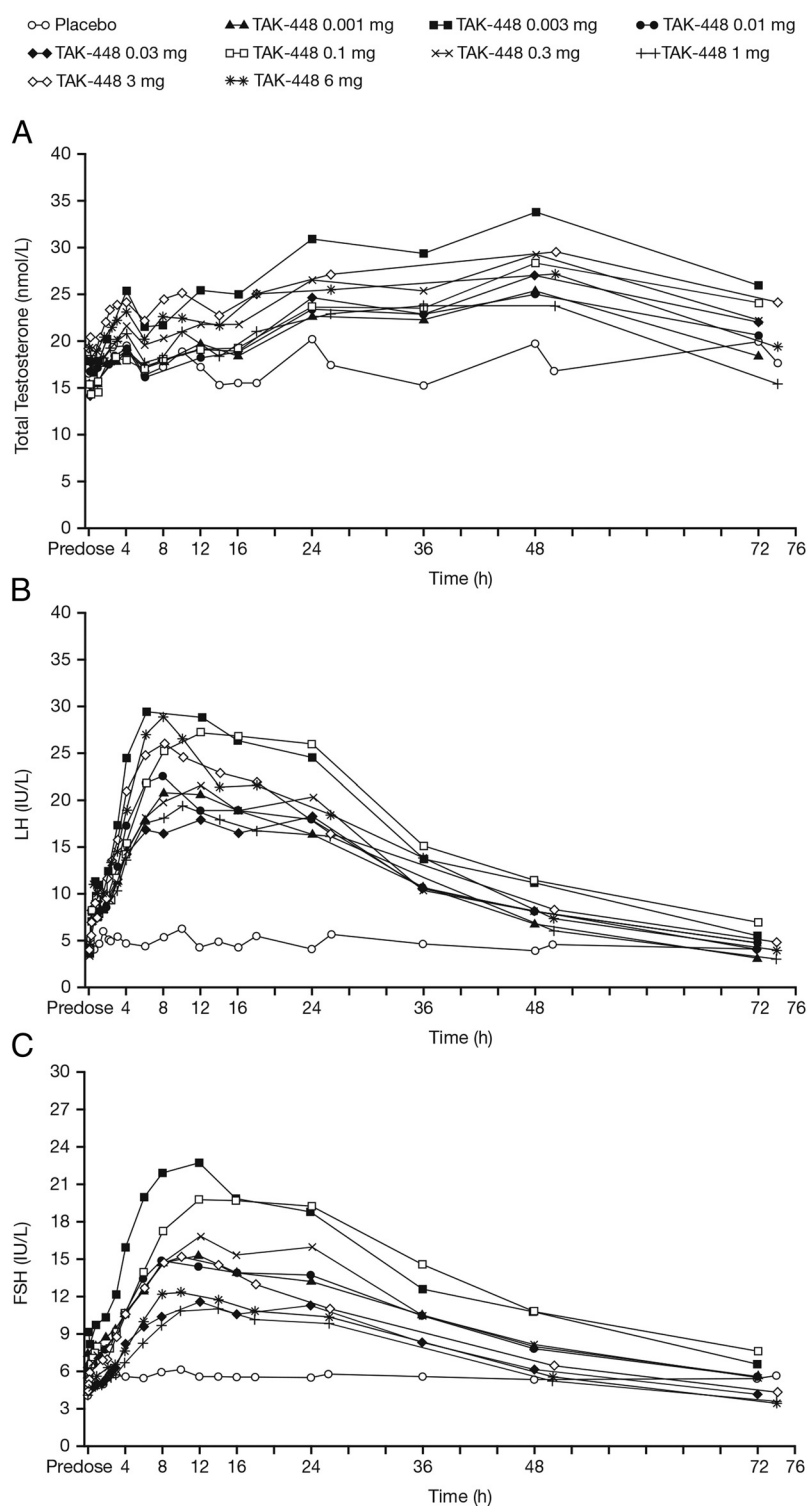 Placebo TAK-448 0.001 mg TAK-448 0.003 mg TAK-448 0.01 mg
TAK-448 0.03 mg TAK-448 0.1 mg TAK-448 0.3 mg TAK-448 1 mg
TAK-448 3 mg TAK-448 6 mg
A
Total Testosterone (nmol/L)
40
35
30
25
20
15
10
5
0
Predose 4 8 12 16 24 36 48 72 76
Time (h)
B
LH (IU/L)
40
35
30
25
20
15
10
5
0
Predose 4 8 12 16 24 36 48 72 76
Time (h)
C
FSH (IU/L)
30
27
24
21
18
15
12
9
6
3
0
Predose 4 8 12 16 24 36 48 72 76
Time (h)